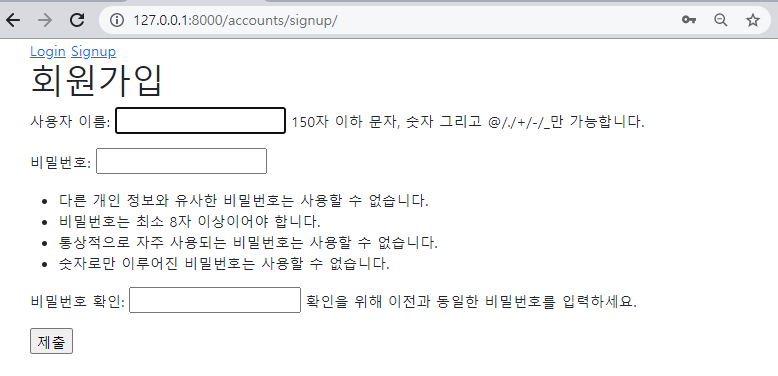 127.0.0.1:8000/accounts/signup/
Login Signup
회원가입
사용자 이름: 150자 이하 문자, 숫자 그리고 @/./+/-/_만 가능합니다.
비밀번호:
다른 개인 정보와 유사한 비밀번호는 사용할 수 없습니다.
비밀번호는 최소 8자 이상이어야 합니다.
통상적으로 자주 사용되는 비밀번호는 사용할 수 없습니다.
숫자로만 이루어진 비밀번호는 사용할 수 없습니다.
비밀번호 확인: 확인을 위해 이전과 동일한 비밀번호를 입력하세요.
제출